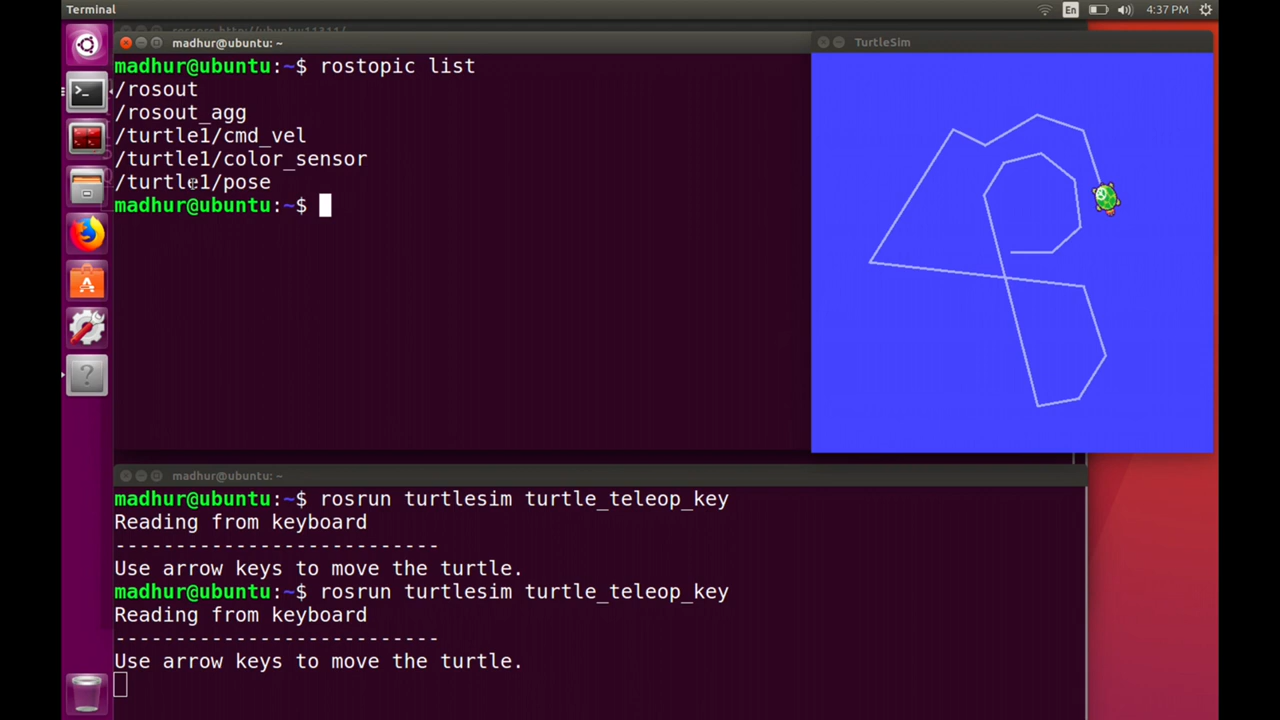 Terminal
En
4:37 PM
madhur@ubuntu: ~
TurtleSim
madhur@ubuntu:~$ rostopic list
/rosout
/rosout_agg
/turtle1/cmd_vel
/turtle1/color_sensor
/turtle1/pose
madhur@ubuntu:~$
madhur@ubuntu: ~
madhur@ubuntu:~$ rosrun turtlesim turtle_teleop_key
Reading from keyboard
---------------------------
Use arrow keys to move the turtle.
madhur@ubuntu:~$ rosrun turtlesim turtle_teleop_key
Reading from keyboard
---------------------------
Use arrow keys to move the turtle.